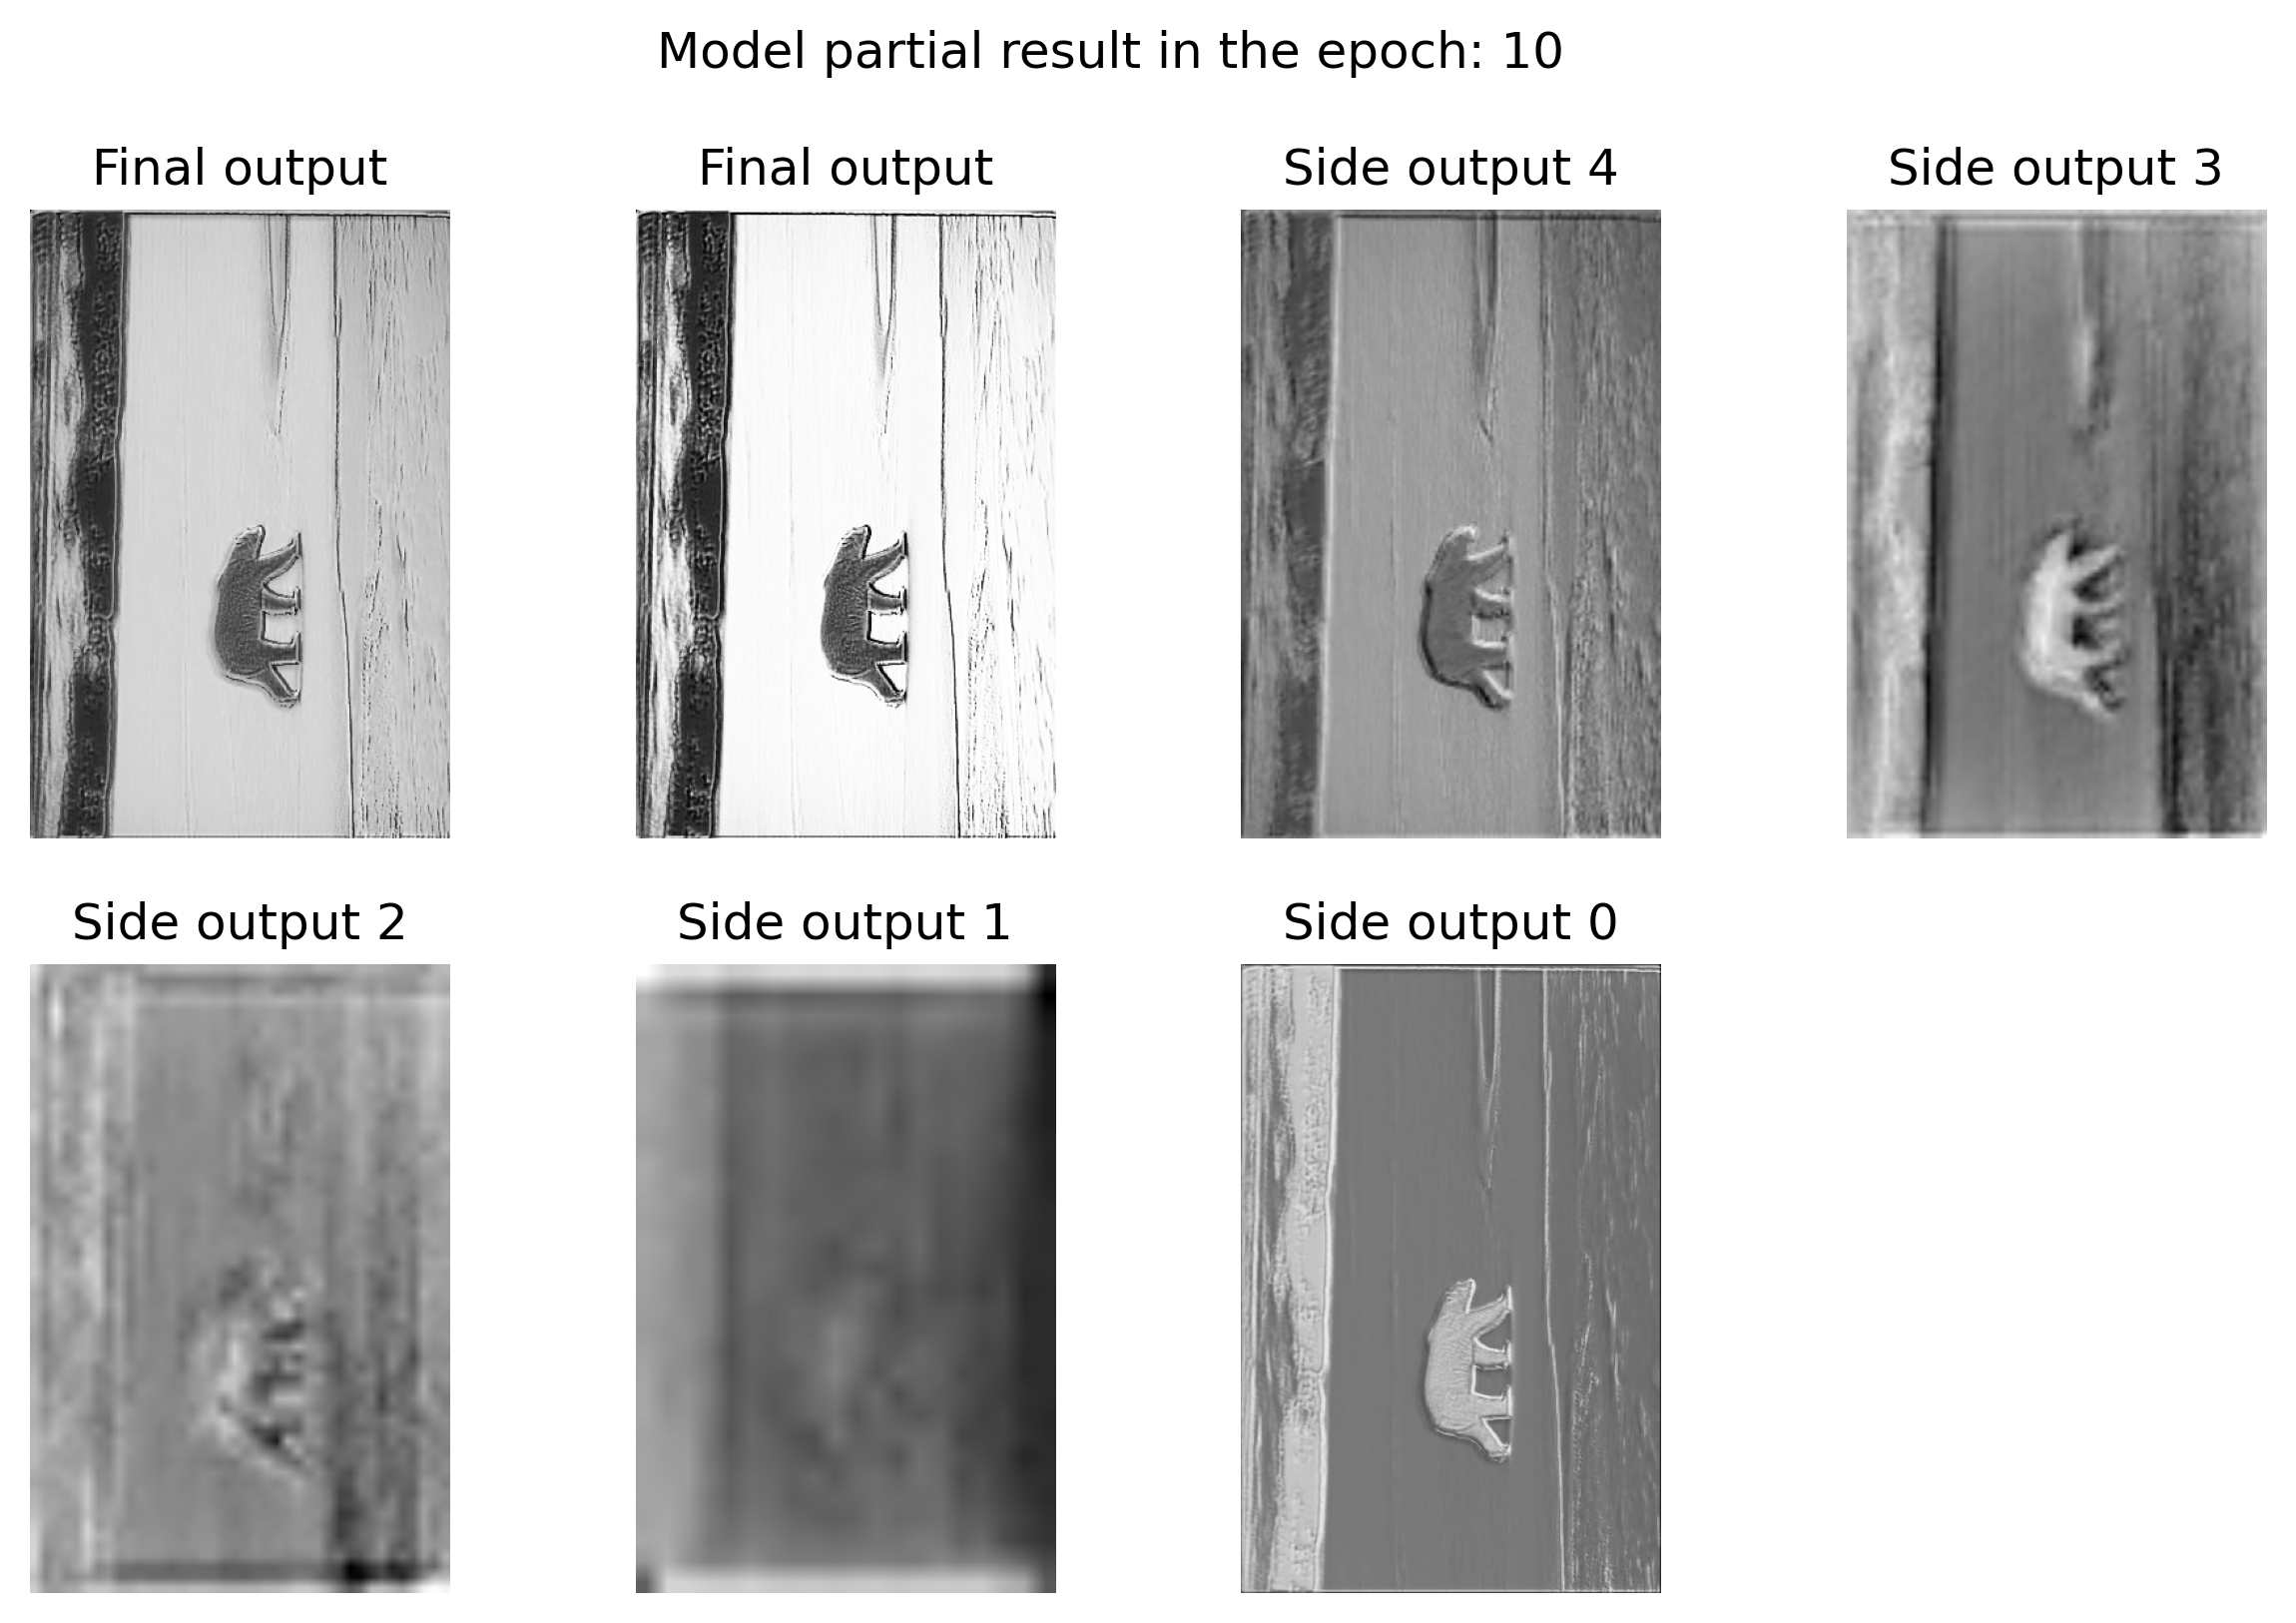 Model partial result in the epoch: 10
Final output
Final output
Side output 4
Side output 3
Side output 2
Side output 1
Side output 0